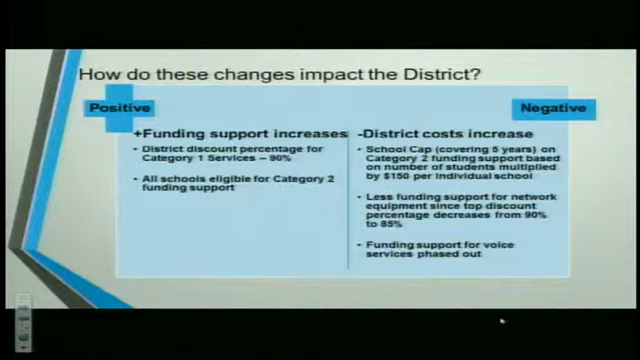 How do these changes impact the District?
Positive
Negative
+Funding support increases
• District discount percentage for
Category 1 Services – 90%
• All schools eligible for Category 2
funding support
-District costs increase
• School Cap (covering 5 years) on
Category 2 funding support based
on number of students multiplied
by $150 per individual school
• Less funding support for network
equipment since top discount
percentage decreases from 90%
to 85%
• Funding support for voice
services phased out